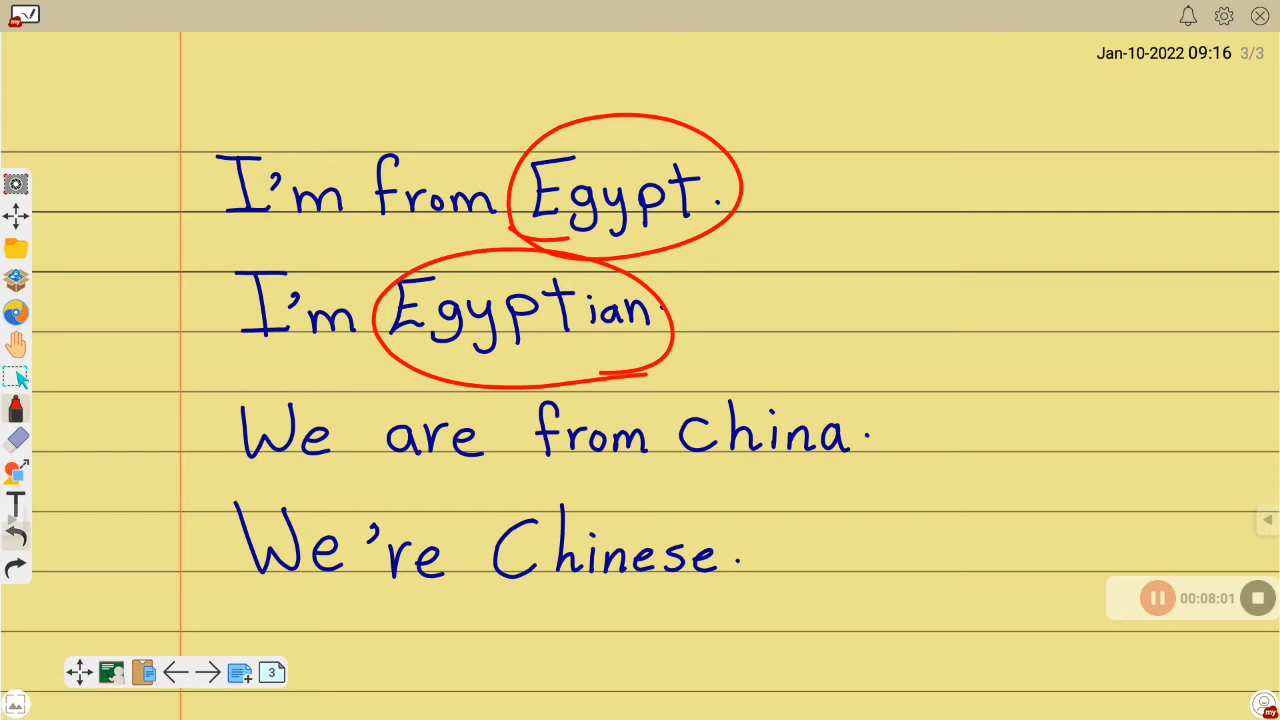 Jan-10-2022 09:16 3/3
I'm from Egypt.
I'm Egyptian.
We are from China.
We're Chinese.
00:08:01
3